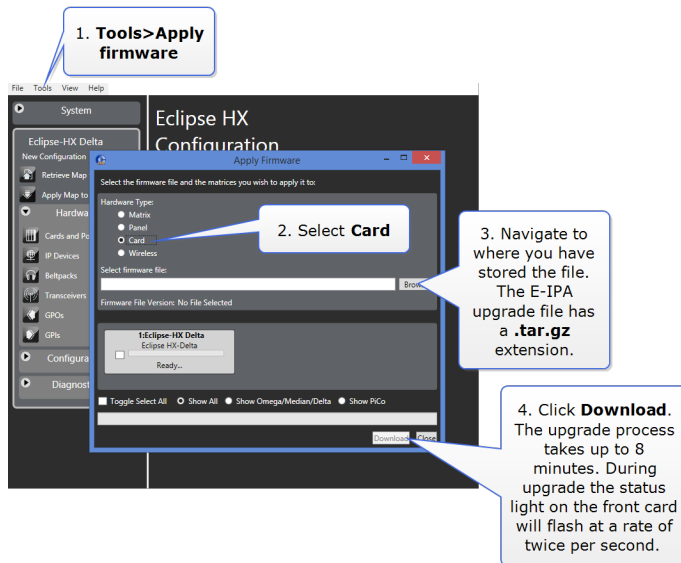 1. Tools>Apply
firmware
File Tools View Help
System
Eclipse HX
Configuration
Eclipse-HX Delta
New Configuration
Retrieve Map
Apply Map to
Hardwa
Cards and Po
IP Devices
Beltpacks
Transceivers
GPOs
GPIs
Configura
Diagnost
Apply Firmware
Select the firmware file and the matrices you wish to apply it to:
Hardware Type:
Matrix
Panel
Card
Wireless
2. Select Card
Select firmware file:
Brow
Firmware File Version: No File Selected
3. Navigate to
where you have
stored the file.
The E-IPA
upgrade file has
a .tar.gz
extension.
1:Eclipse-HX Delta
Eclipse HX-Delta
Ready...
Toggle Select All Show All Show Omega/Median/Delta Show PiCo
Download Close
4. Click Download.
The upgrade process
takes up to 8
minutes. During
upgrade the status
light on the front card
will flash at a rate of
twice per second.